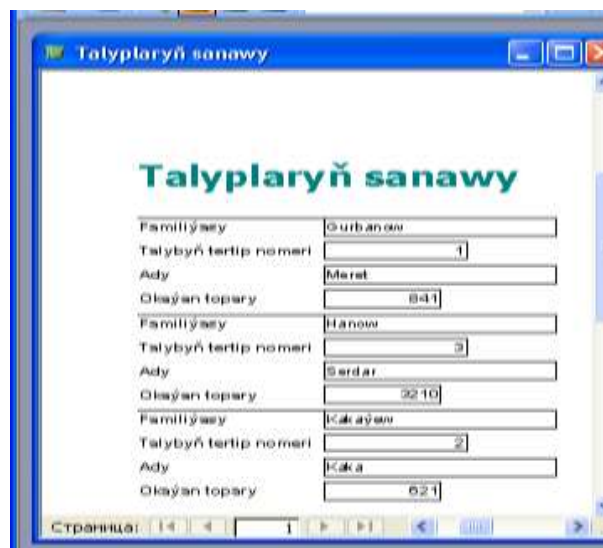 Talyplaryň sanawy
Talyplaryň sanawy
Familiýasy Gurbanow
Talybyň tertip nomeri 1
Ady Meret
Okaýan topary 841
Familiýasy Hanow
Talybyň tertip nomeri 3
Ady Serdar
Okaýan topary 3210
Familiýasy Kakaýew
Talybyň tertip nomeri 2
Ady Kaka
Okaýan topary 621
Страница: 1